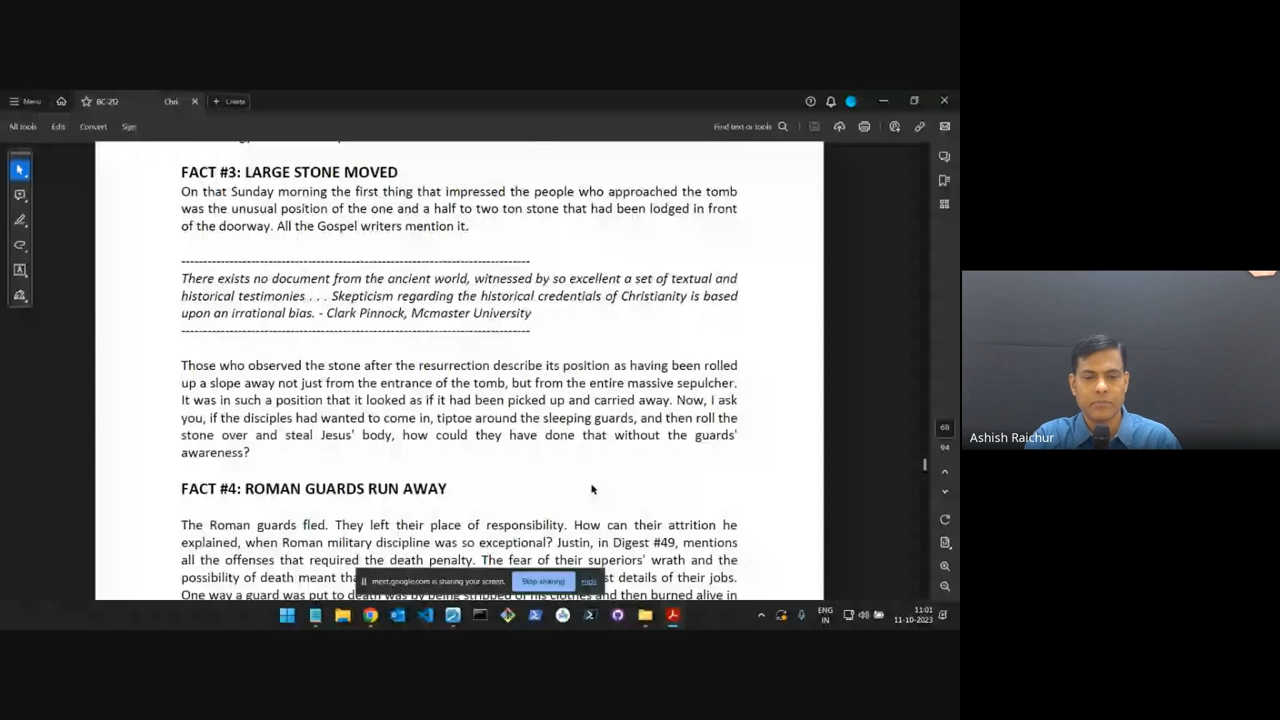 Menu
BC-212
Chri
Create
All tools
Edit
Convert
Sign
Find text or tools
FACT #3: LARGE STONE MOVED
On that Sunday morning the first thing that impressed the people who approached the tomb
was the unusual position of the one and a half to two ton stone that had been lodged in front
of the doorway. All the Gospel writers mention it.
--------------------------------------------------------------------------------
There exists no document from the ancient world, witnessed by so excellent a set of textual and
historical testimonies . . . Skepticism regarding the historical credentials of Christianity is based
upon an irrational bias. - Clark Pinnock, Mcmaster University
--------------------------------------------------------------------------------
Those who observed the stone after the resurrection describe its position as having been rolled
up a slope away not just from the entrance of the tomb, but from the entire massive sepulcher.
It was in such a position that it looked as if it had been picked up and carried away. Now, I ask
you, if the disciples had wanted to come in, tiptoe around the sleeping guards, and then roll the
stone over and steal Jesus' body, how could they have done that without the guards'
awareness?
FACT #4: ROMAN GUARDS RUN AWAY
The Roman guards fled. They left their place of responsibility. How can their attrition he
explained, when Roman military discipline was so exceptional? Justin, in Digest #49, mentions
all the offenses that required the death penalty. The fear of their superiors' wrath and the
possibility of death meant tha st details of their jobs.
One way a guard was put to death was by being stripped of his clothes and then burned alive in
meet.google.com is sharing your screen.
Stop sharing
68
94
ENG
IN
11:01
11-10-2023
Ashish Raichur